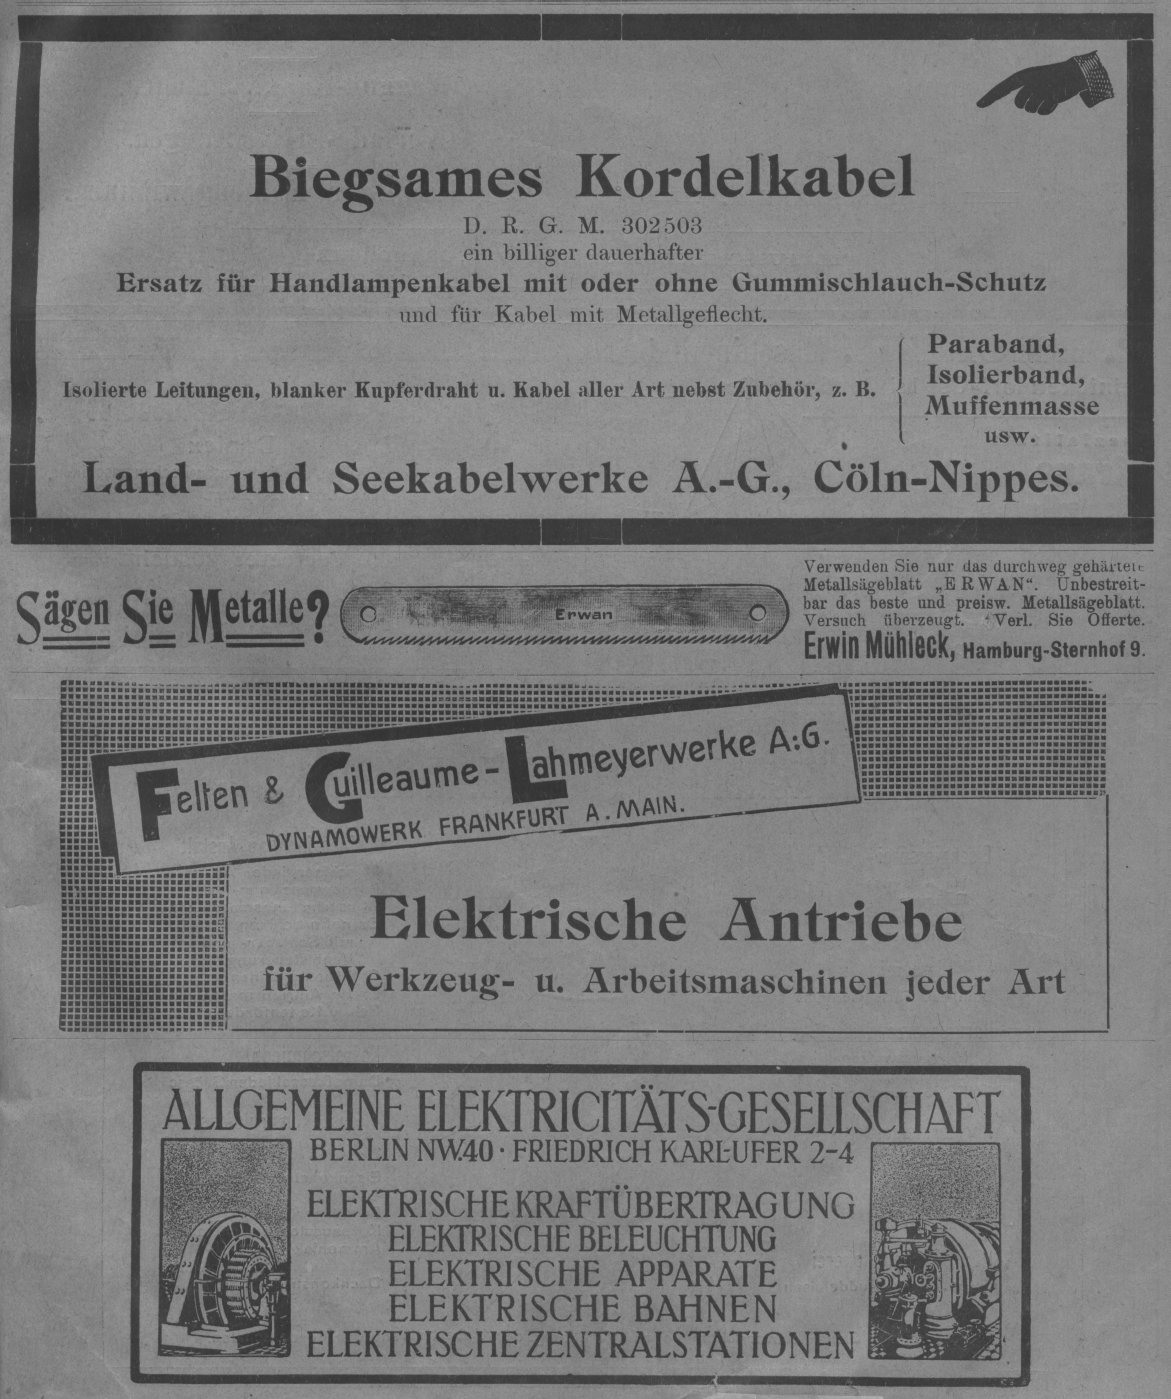 Biegsames Kordelkabel
D. R. G. M. 302503
ein billiger dauerhafter
Ersatz für Handlampenkabel mit oder ohne Gummischlauch-Schutz
und für Kabel mit Metallgeflecht.
Isolierte Leitungen, blanker Kupferdraht u. Kabel aller Art nebst Zubehör, z. B.
Paraband,
Isolierband,
Muffenmasse
usw.
Land- und Seekabelwerke A.-G., Cöln-Nippes.
Sägen Sie Metalle?
Erwan
Verwenden Sie nur das durchweg gehärtete
Metallsägeblatt „ERWAN“. Unbestreit-
bar das beste und preisw. Metallsägeblatt.
Versuch überzeugt. Verl. Sie Offerte.
Erwin Mühleck, Hamburg-Sternhof 9.
Felten & Guilleaume-Lahmeyerwerke A:G.
DYNAMOWERK FRANKFURT A. MAIN.
Elektrische Antriebe
für Werkzeug- u. Arbeitsmaschinen jeder Art
ALLGEMEINE ELEKTRICITÄTS-GESELLSCHAFT
BERLIN NW.40 · FRIEDRICH KARL-UFER 2-4
ELEKTRISCHE KRAFTÜBERTRAGUNG
ELEKTRISCHE BELEUCHTUNG
ELEKTRISCHE APPARATE
ELEKTRISCHE BAHNEN
ELEKTRISCHE ZENTRALSTATIONEN